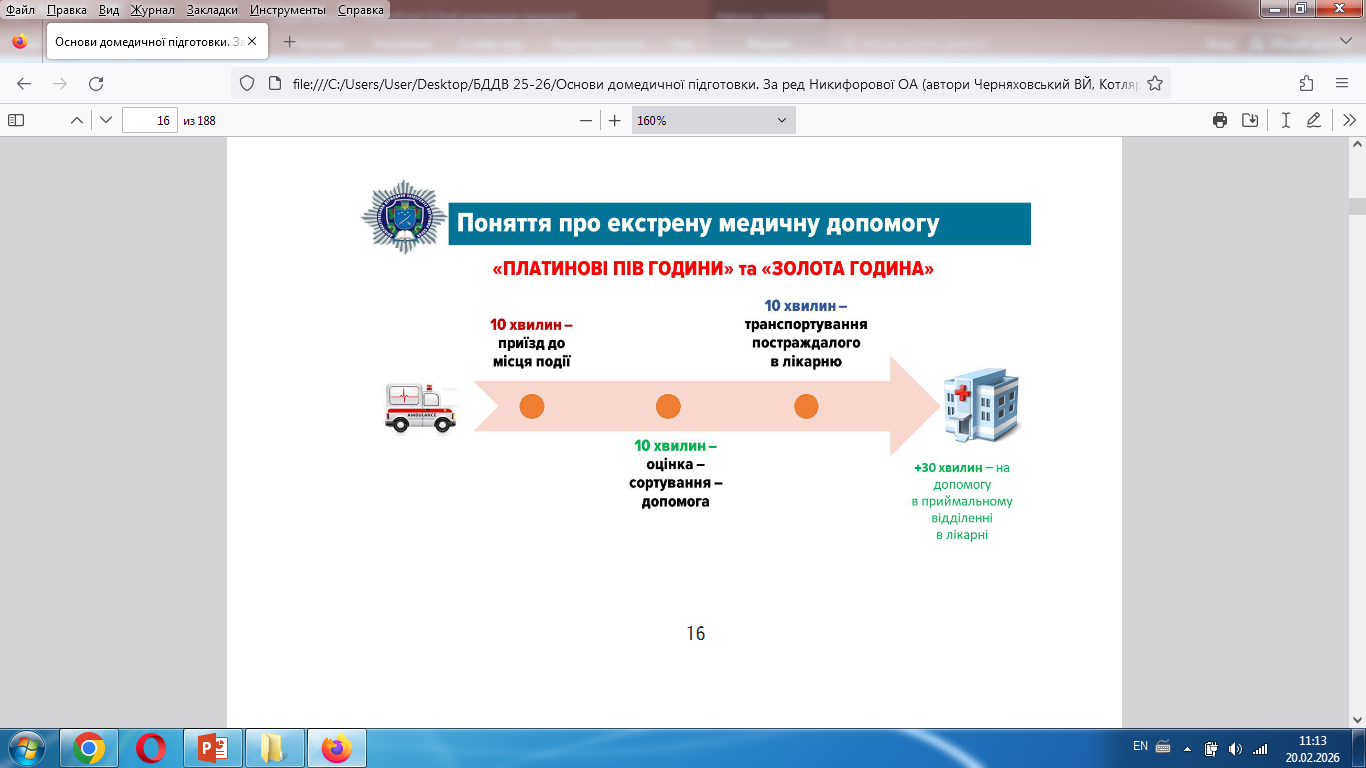 Файл Правка Вид Журнал Закладки Инструменты Справка
Основи домедичної підготовки. За
file:///C:/Users/User/Desktop/БДДВ 25-26/Основи домедичної підготовки. За ред Никифорової ОА (автори Черняховський ВЙ, Котляр
16 из 188
160%
Поняття про екстрену медичну допомогу
«ПЛАТИНОВІ ПІВ ГОДИНИ» та «ЗОЛОТА ГОДИНА»
10 хвилин –
приїзд до
місця події
10 хвилин –
транспортування
постраждалого
в лікарню
AMBULANCE
10 хвилин –
оцінка –
сортування –
допомога
+30 хвилин – на
допомогу
в приймальному
відділенні
в лікарні
16
EN
11:13
20.02.2026